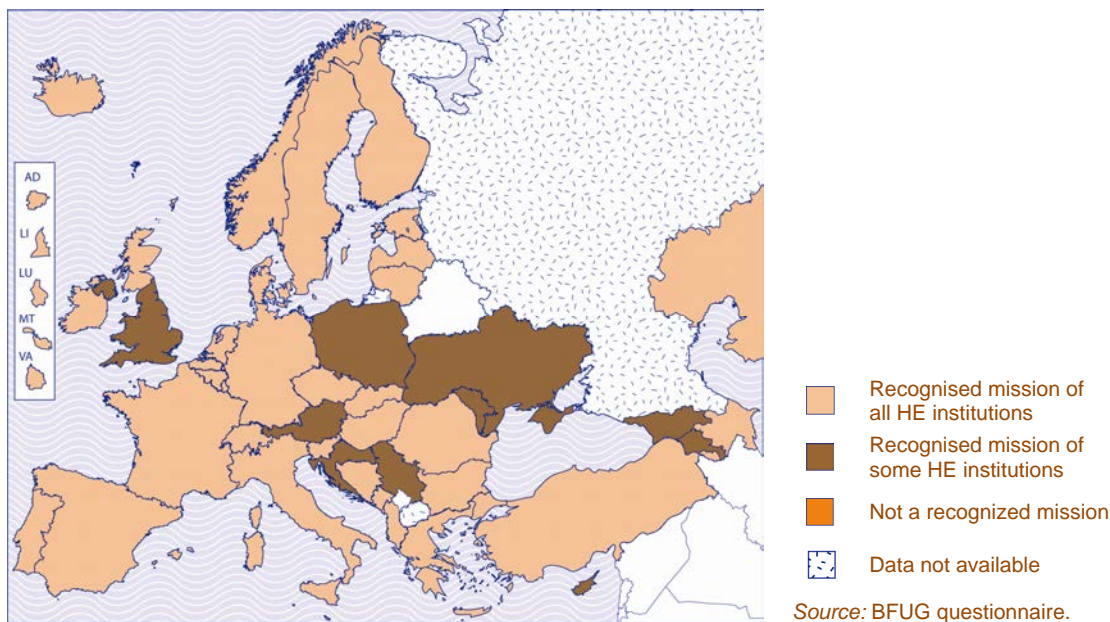 AD
LI
LU
MT
VA
Recognised mission of
all HE institutions
Recognised mission of
some HE institutions
Not a recognized mission
Data not available
Source: BFUG questionnaire.